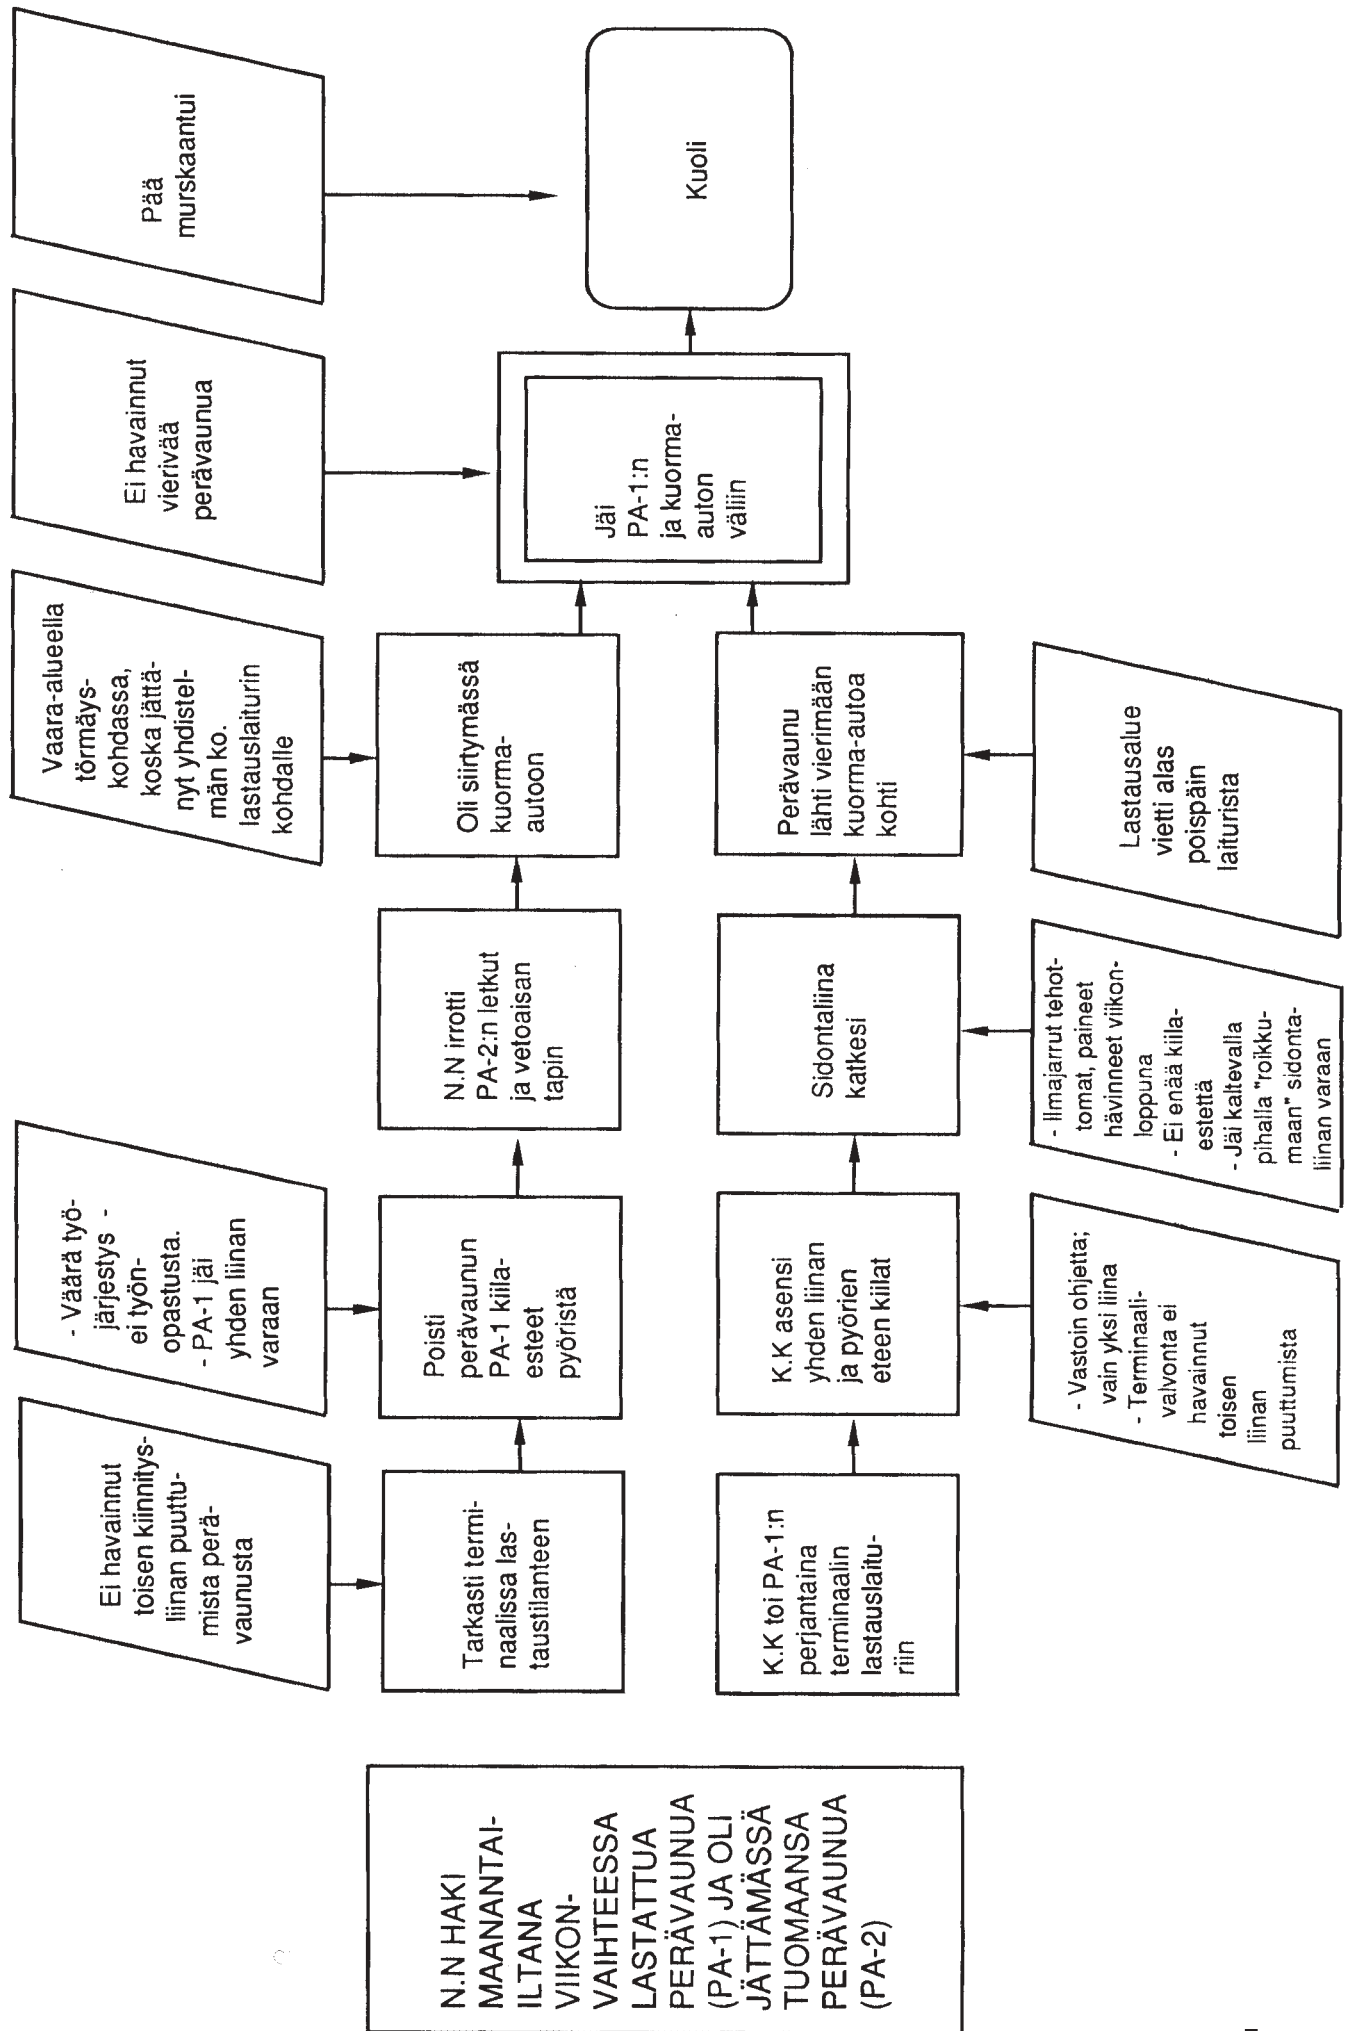 N.N HAKI
MAANANTAI-
ILTANA
VIIKON-
VAIHTEESSA
LASTATTUA
PERÄVAUNUA
(PA-1) JA OLI
JÄTTÄMÄSSÄ
TUOMAANSA
PERÄVAUNUA
(PA-2)
Ei havainnut
toisen kiinnitys-
liinan puuttu-
mista perä-
vaunusta
- Väärä työ-
järjestys -
ei työn-
opastusta.
- PA-1 jäi
yhden liinan
varaan
Vaara-alueella
törmäys-
kohdassa,
koska jättä-
nyt yhdistel-
män ko.
lastauslaiturin
kohdalle
Ei havainnut
vierivää
perävaunua
Pää
murskaantui
Tarkasti termi-
naalissa las-
taustilanteen
Poisti
perävaunun
PA-1 kiila-
esteet
pyöristä
N.N irrotti
PA-2:n letkut
ja vetoaisan
tapin
Oli siirtymässä
kuorma-
autoon
Jäi
PA-1:n
ja kuorma-
auton
väliin
Kuoli
K.K toi PA-1:n
perjantaina
terminaalin
lastauslaitu-
riin
K.K asensi
yhden liinan
ja pyörien
eteen kiilat
Sidontaliina
katkesi
Perävaunu
lähti vierimään
kuorma-autoa
kohti
- Vastoin ohjetta;
vain yksi liina
- Terminaali-
valvonta ei
havainnut
toisen
liinan
puuttumista
- Ilmajarrut tehot-
tomat, paineet
hävinneet viikon-
loppuna
- Ei enää kiila-
estettä
- Jäi kaltevalla
pihalla "roikku-
maan" sidonta-
liinan varaan
Lastausalue
vietti alas
poispäin
laiturista